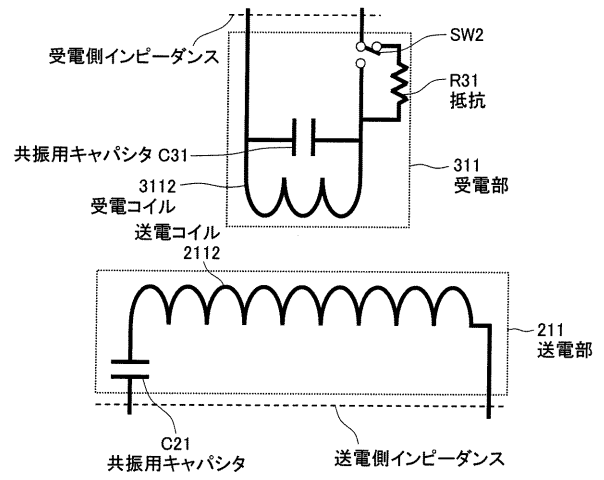 SW2
受電側インピーダンス
R31
抵抗
共振用キャパシタ C31
311
受電部
3112
受電コイル
送電コイル
2112
211
送電部
C21
共振用キャパシタ
送電側インピーダンス